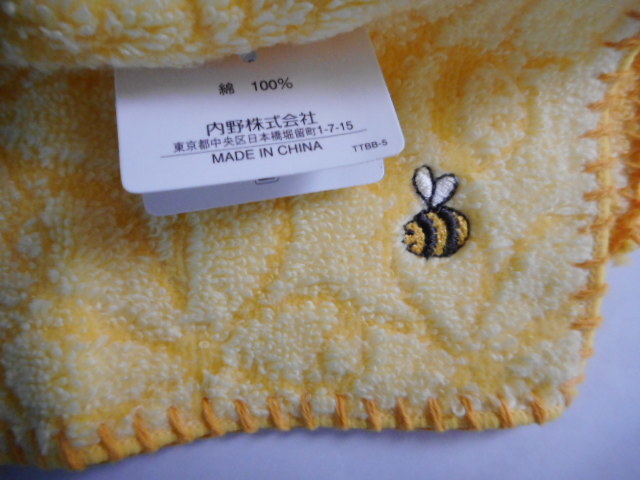 綿 100%
内野株式会社
東京都中央区日本橋堀留町1-7-15
MADE IN CHINA
TTBB-5